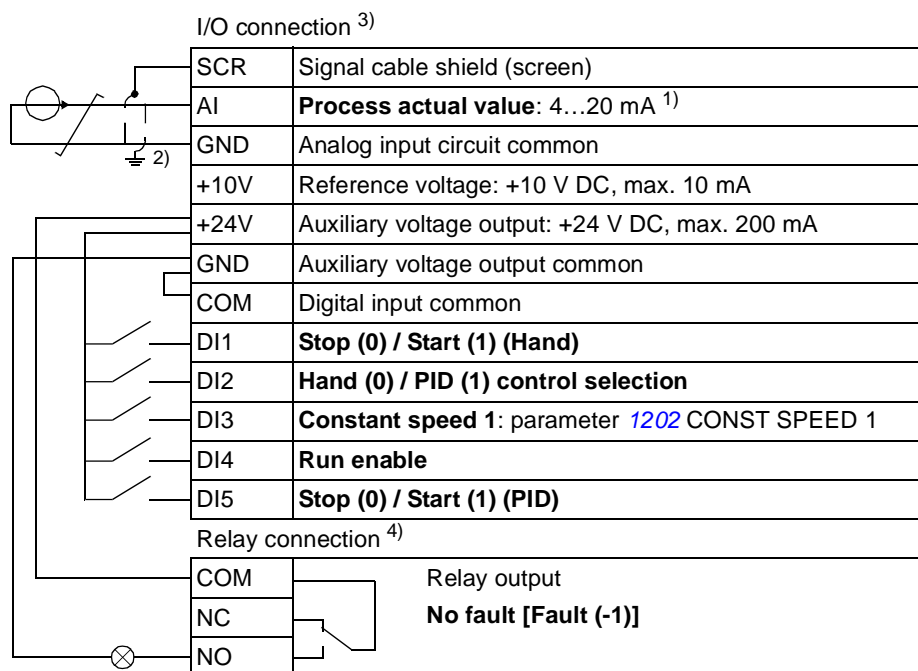 I/O connection 3)
SCR Signal cable shield (screen)
AI Process actual value: 4…20 mA 1)
GND Analog input circuit common
2)
+10V Reference voltage: +10 V DC, max. 10 mA
+24V Auxiliary voltage output: +24 V DC, max. 200 mA
GND Auxiliary voltage output common
COM Digital input common
DI1 Stop (0) / Start (1) (Hand)
DI2 Hand (0) / PID (1) control selection
DI3 Constant speed 1: parameter 1202 CONST SPEED 1
DI4 Run enable
DI5 Stop (0) / Start (1) (PID)
Relay connection 4)
COM Relay output
NC No fault [Fault (-1)]
NO